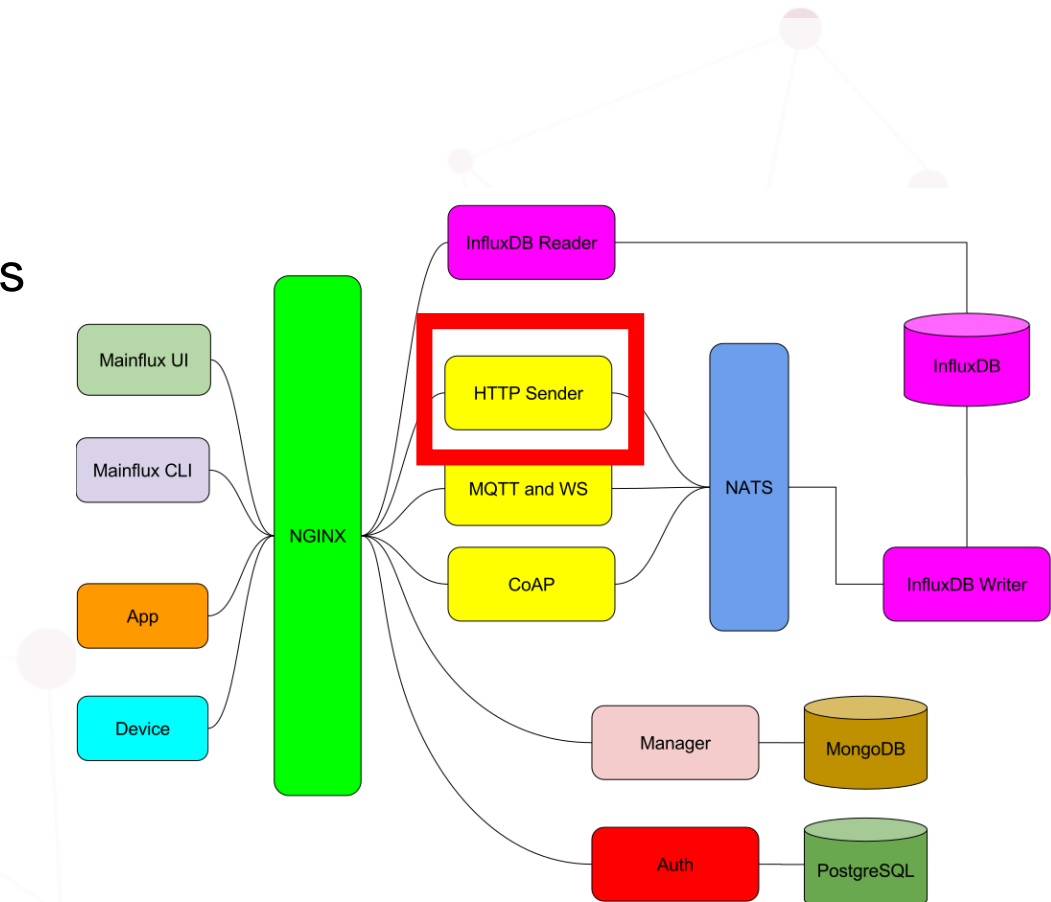 s
InfluxDB Reader
Mainflux UI
InfluxDB
HTTP Sender
Mainflux CLI
MQTT and WS
NATS
NGINX
CoAP
InfluxDB Writer
App
Device
Manager
MongoDB
Auth
PostgreSQL